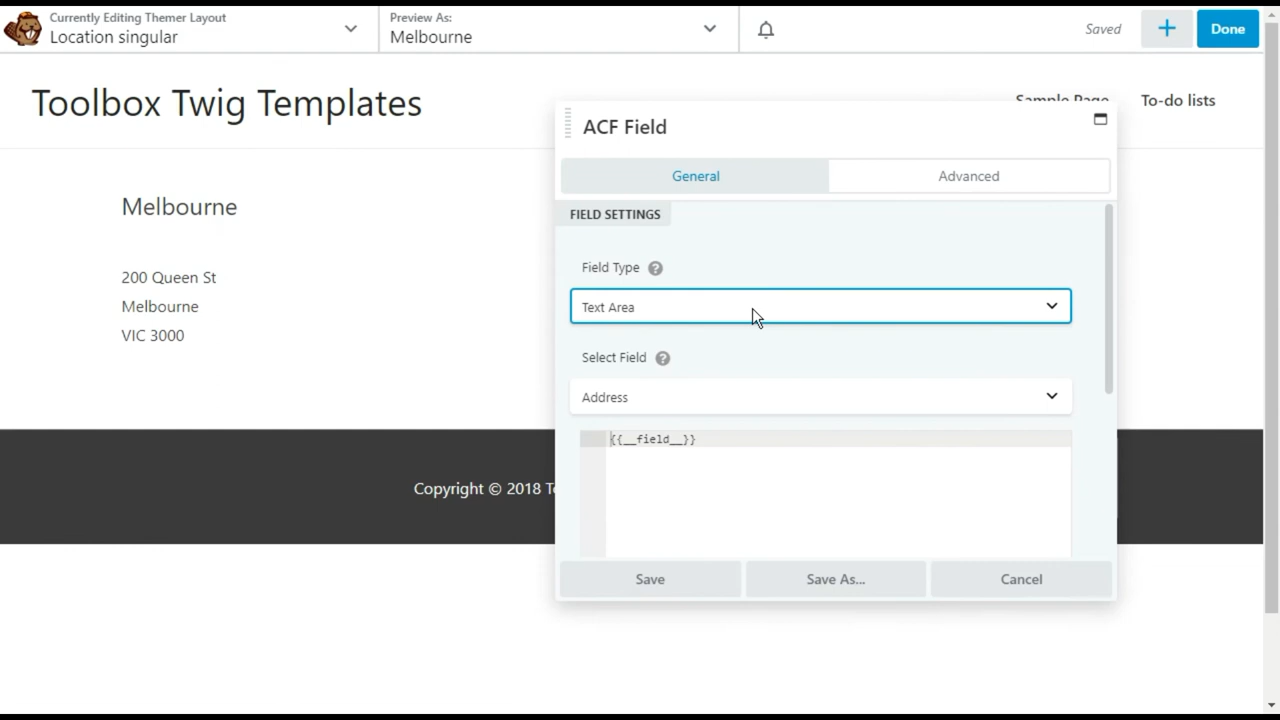 Currently Editing Themer Layout
Location singular
Preview As:
Melbourne
Saved
+
Done
Toolbox Twig Templates
Sample Page
To-do lists
ACF Field
General
Advanced
FIELD SETTINGS
Field Type ?
Text Area
Select Field ?
Address
{{__field__}}
Save
Save As...
Cancel
Melbourne
200 Queen St
Melbourne
VIC 3000
Copyright © 2018